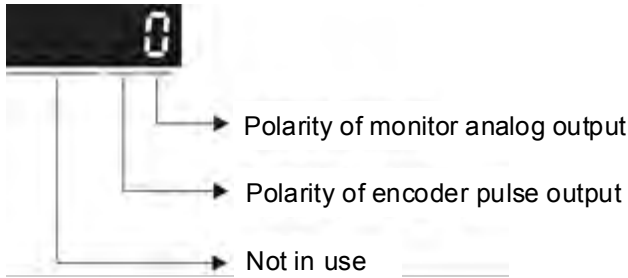 0
Polarity of monitor analog output
Polarity of encoder pulse output
Not in use